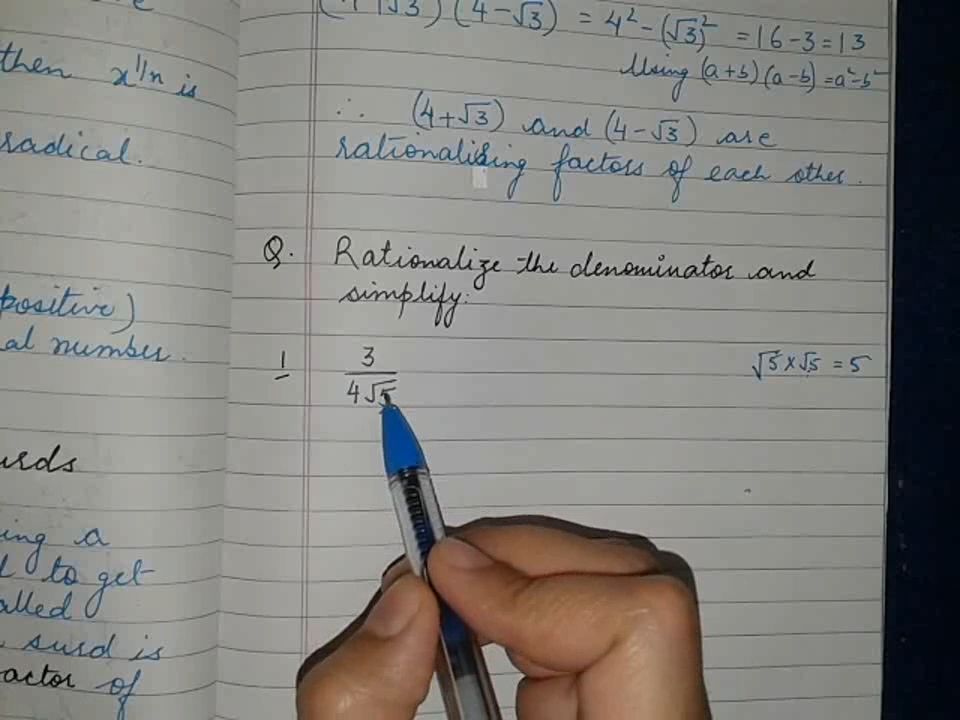 then x^1/n is
radical.
positive)
al number.
urds
ing a
to get
alled
surd is
actor of
(4-√3) = 4² - (√3)² = 16-3 = 13
Using (a+b)(a-b) = a²-b²
∴ (4+√3) and (4-√3) are
rationalising factors of each other.
Q. Rationalize the denominator and
simplify:
1 3
4√5
√5 × √5 = 5